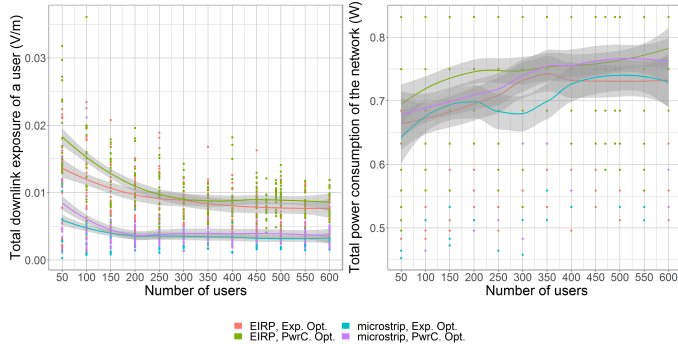 Total downlink exposure of a user (V/m)
0.03
0.02
0.01
0.00
50 100 150 200 250 300 350 400 450 500 550 600
Number of users
Total power consumption of the network (W)
0.8
0.7
0.6
0.5
50 100 150 200 250 300 350 400 450 500 550 600
Number of users
EIRP, Exp. Opt. microstrip, Exp. Opt.
EIRP, PwrC. Opt. microstrip, PwrC. Opt.